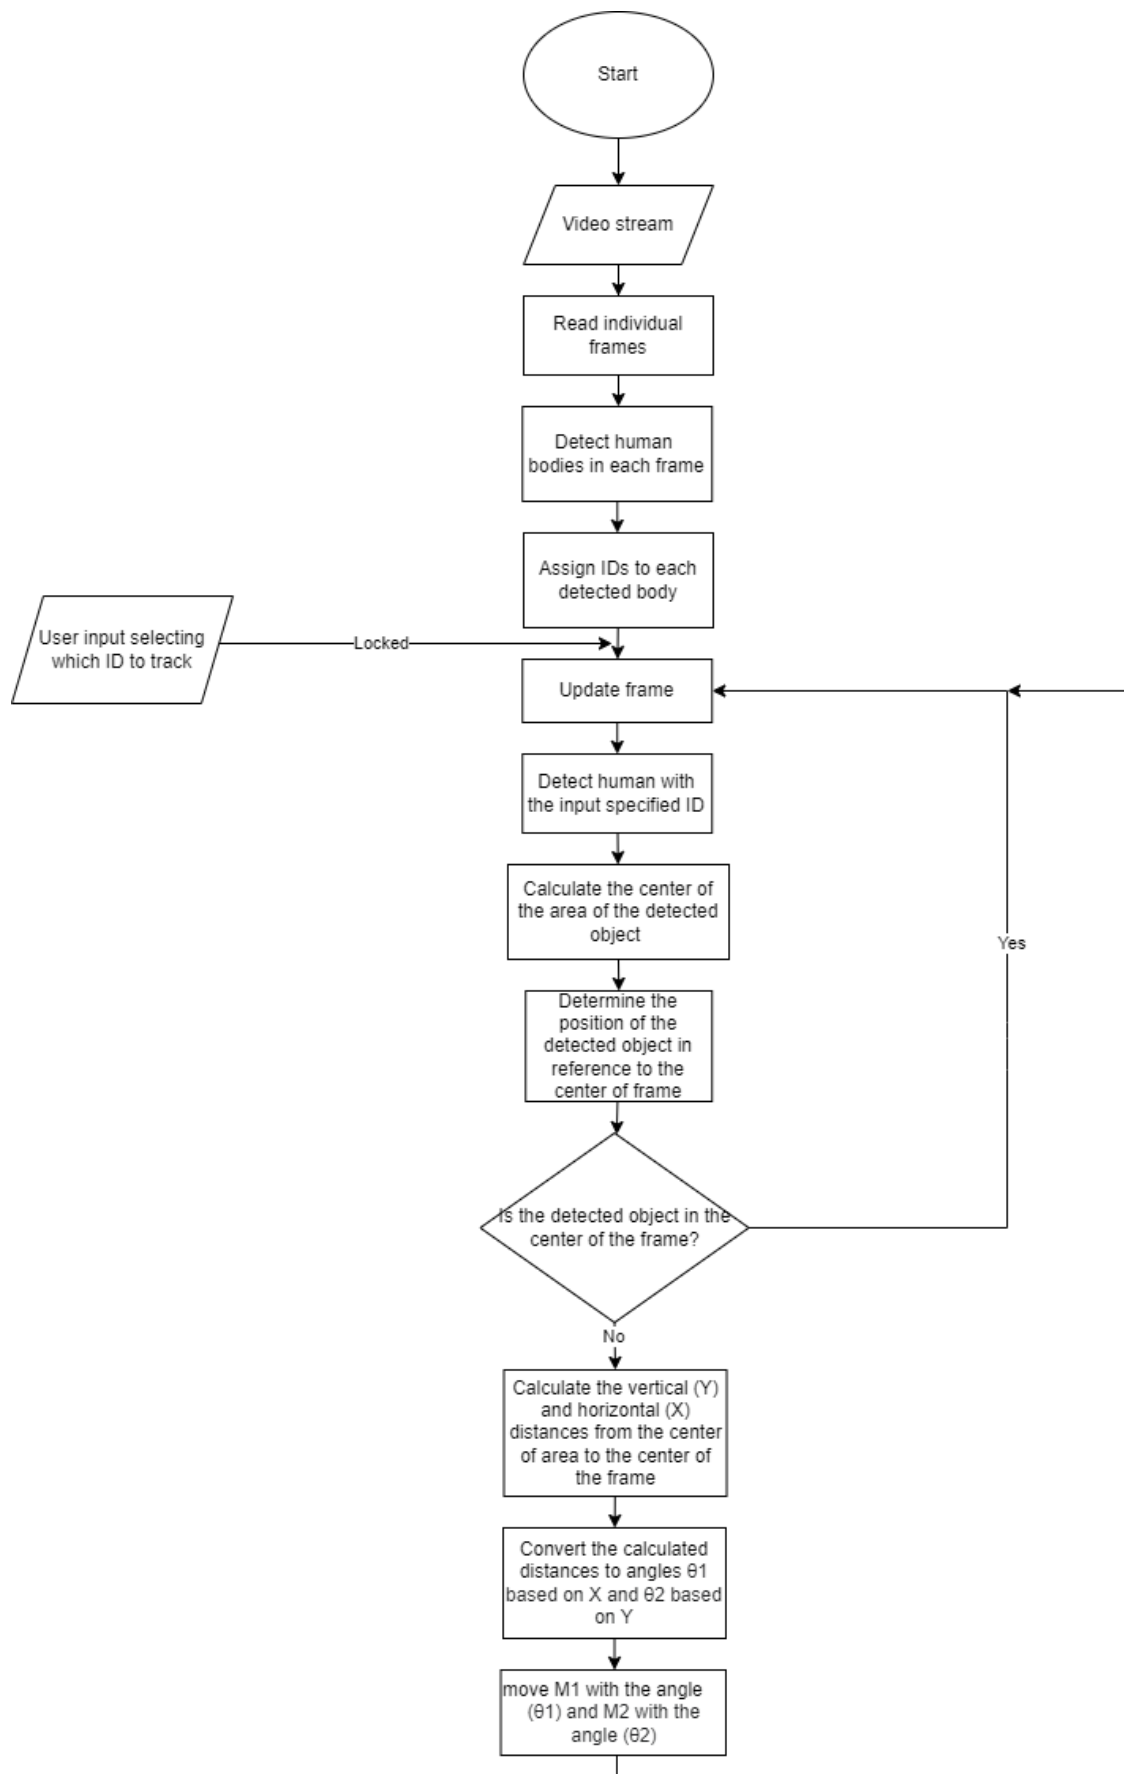 Start
Video stream
Read individual
frames
Detect human
bodies in each frame
Assign IDs to each
detected body
User input selecting
which ID to track
Locked
Update frame
Detect human with
the input specified ID
Calculate the center of
the area of the detected
object
Yes
Determine the
position of the
detected object in
reference to the
center of frame
Is the detected object in the
center of the frame?
No
Calculate the vertical (Y)
and horizontal (X)
distances from the center
of area to the center of
the frame
Convert the calculated
distances to angles θ1
based on X and θ2 based
on Y
move M1 with the angle
(θ1) and M2 with the
angle (θ2)